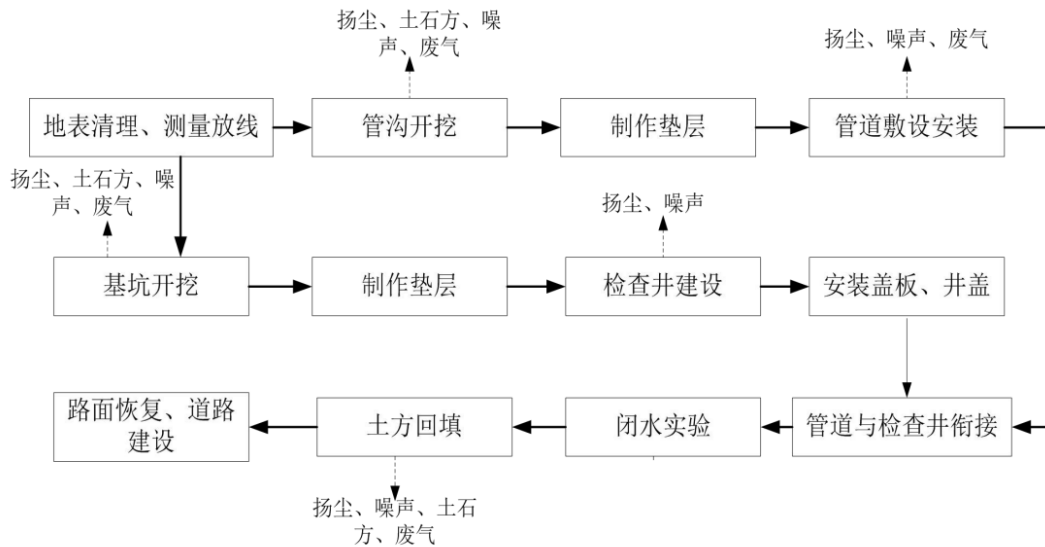 扬尘、土石方、噪
声、废气
扬尘、噪声、废气
地表清理、测量放线
管沟开挖
制作垫层
管道敷设安装
扬尘、土石方、噪
声、废气
扬尘、噪声
基坑开挖
制作垫层
检查井建设
安装盖板、井盖
路面恢复、道路
建设
土方回填
闭水实验
管道与检查井衔接
扬尘、噪声、土石
方、废气